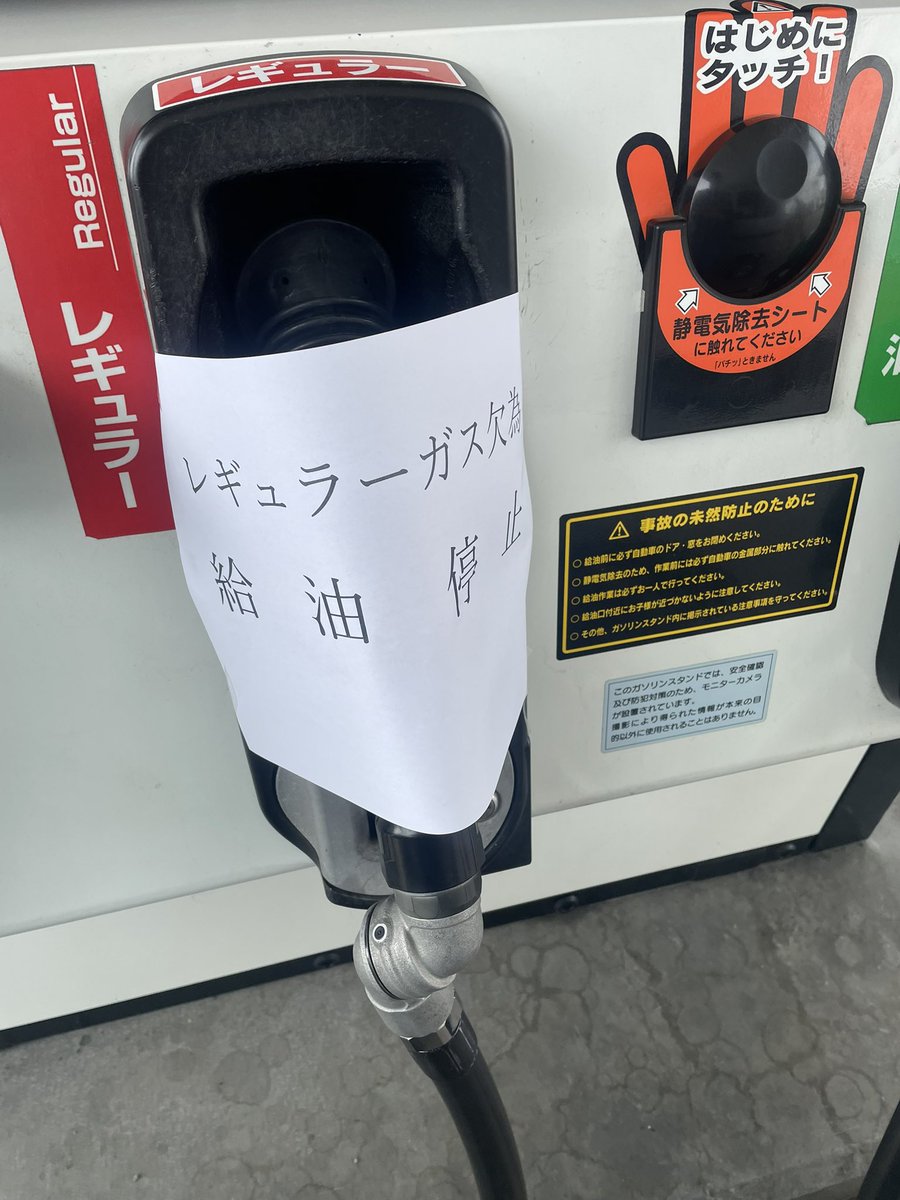 レギュラー
Regular
レギュラー
レギュラーガス欠為
給油停止
はじめに
タッチ！
静電気除去シート
に触れてください
「パチッ」ときません
事故の未然防止のために
○給油前に必ず自動車のドア・窓をお閉めください。
○静電気除去のため、作業前には必ず自動車の金属部分に触れてください。
○給油作業は必ずお一人で行ってください。
○給油口付近にお子様が近づかないように注意してください。
○その他、ガソリンスタンド内に掲示されている注意事項を守ってください。
このガソリンスタンドでは、安全確認
及び防犯対策のため、モニターカメラ
が設置されています。
撮影により得られた情報が本来の目
的以外に使用されることはありません。